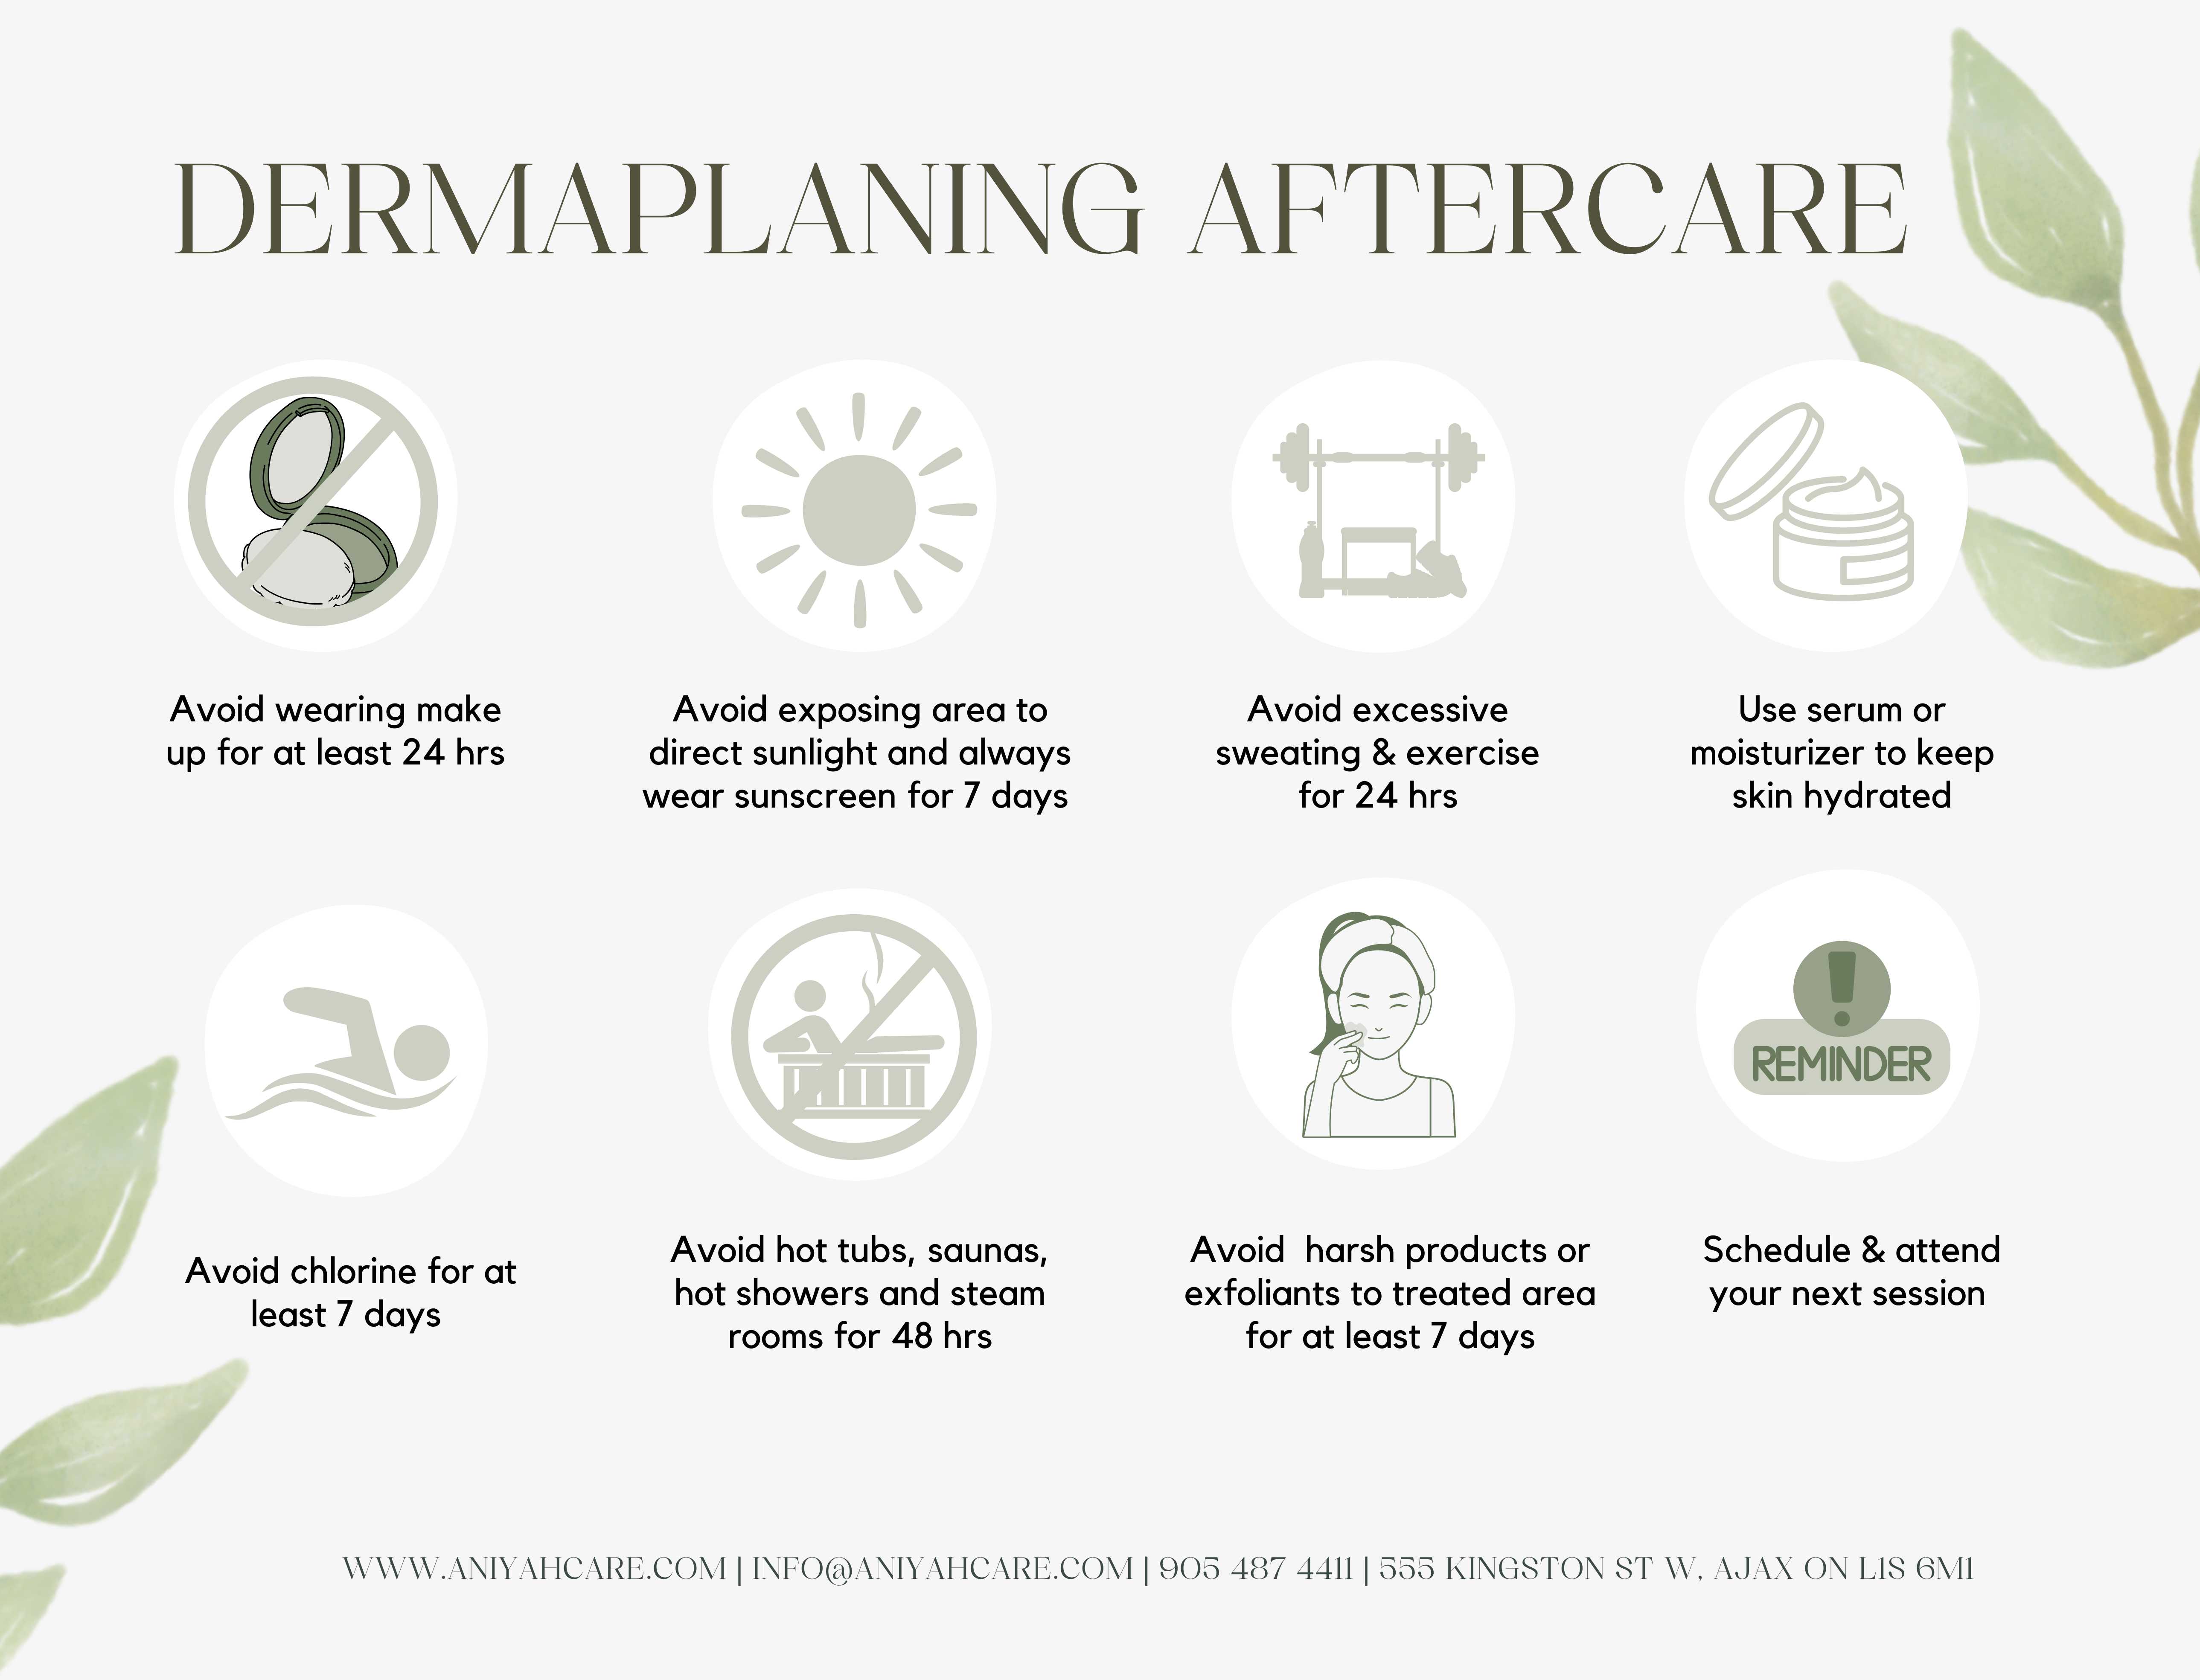 DERMAPLANING AFTERCARE
Avoid wearing make
up for at least 24 hrs
Avoid exposing area to
direct sunlight and always
wear sunscreen for 7 days
Avoid excessive
sweating & exercise
for 24 hrs
Use serum or
moisturizer to keep
skin hydrated
Avoid chlorine for at
least 7 days
Avoid hot tubs, saunas,
hot showers and steam
rooms for 48 hrs
Avoid  harsh products or
exfoliants to treated area
for at least 7 days
REMINDER
Schedule & attend
your next session
WWW.ANIYAHCARE.COM | INFO@ANIYAHCARE.COM | 905 487 4411 | 555 KINGSTON ST W, AJAX ON L1S 6M1